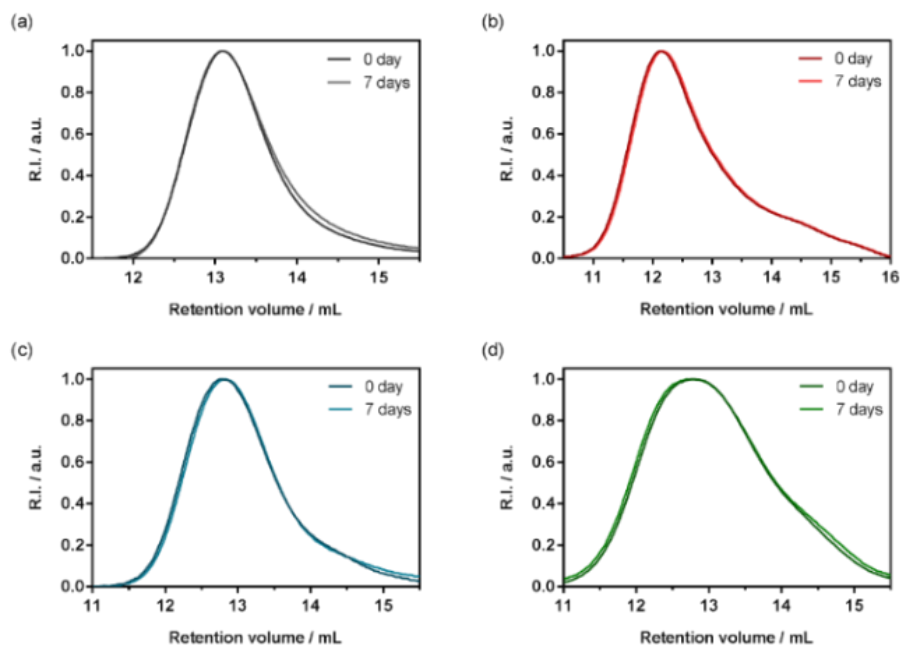 (a)
1.0
0.8
0.6
0.4
0.2
0.0
R.I. / a.u.
0 day
7 days
12 13 14 15
Retention volume / mL
(b)
1.0
0.8
0.6
0.4
0.2
0.0
R.I. / a.u.
0 day
7 days
11 12 13 14 15 16
Retention volume / mL
(c)
1.0
0.8
0.6
0.4
0.2
0.0
R.I. / a.u.
0 day
7 days
11 12 13 14 15
Retention volume / mL
(d)
1.0
0.8
0.6
0.4
0.2
0.0
R.I. / a.u.
0 day
7 days
11 12 13 14 15
Retention volume / mL